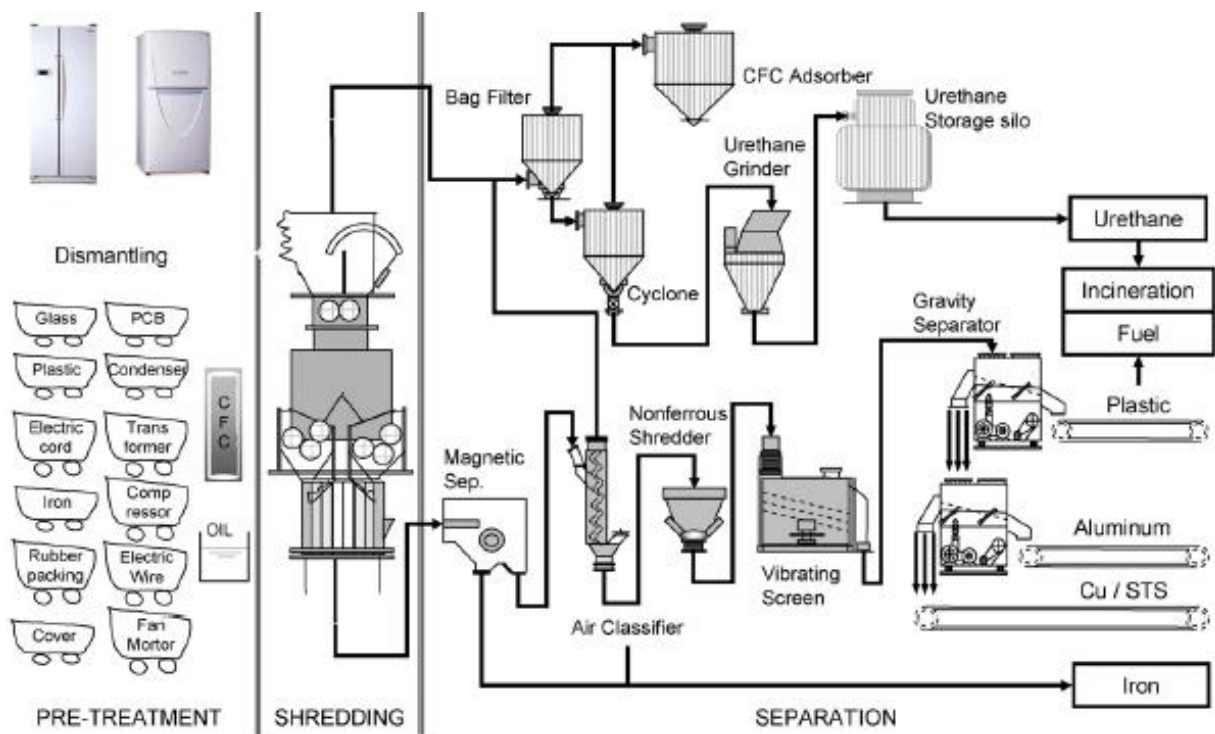 Bag Filter
CFC Adsorber
Urethane
Storage silo
Urethane
Grinder
Urethane
Dismantling
Incineration
Cyclone
Gravity
Separator
Fuel
Glass
PCB
Plastic
Condenser
C
F
C
Plastic
Electric
cord
Trans
former
Nonferrous
Shredder
Magnetic
Sep.
Iron
Comp
ressor
OIL
Aluminum
Rubber
packing
Electric
Wire
Vibrating
Screen
Cu / STS
Air Classifier
Cover
Fan
Mortor
Iron
PRE-TREATMENT
SHREDDING
SEPARATION